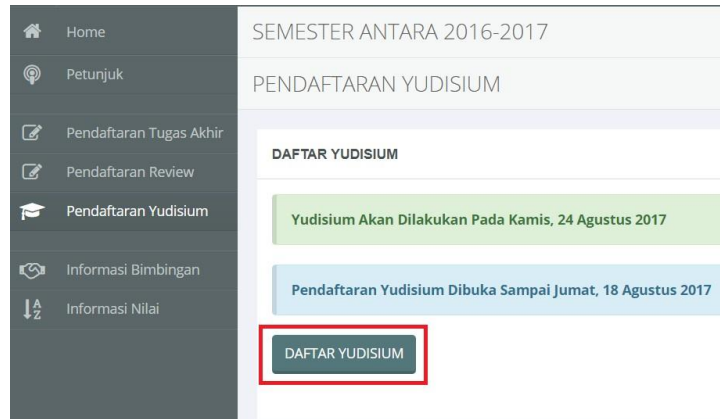 Home
Petunjuk
Pendaftaran Tugas Akhir
Pendaftaran Review
Pendaftaran Yudisium
Informasi Bimbingan
Informasi Nilai
SEMESTER ANTARA 2016-2017
PENDAFTARAN YUDISIUM
DAFTAR YUDISIUM
Yudisium Akan Dilakukan Pada Kamis, 24 Agustus 2017
Pendaftaran Yudisium Dibuka Sampai Jumat, 18 Agustus 2017
DAFTAR YUDISIUM